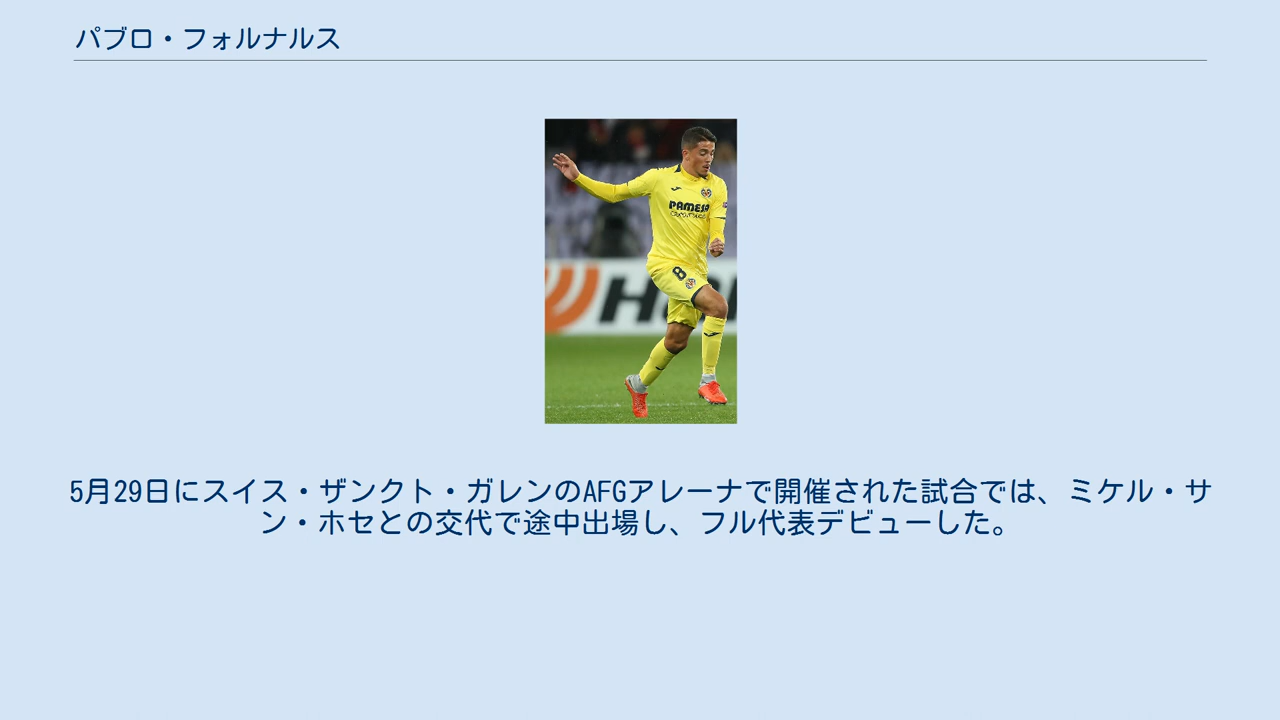 パブロ・フォルナルス
PAMESA
8
5月29日にスイス・ザンクト・ガレンのAFGアレーナで開催された試合では、ミケル・サ
ン・ホセとの交代で途中出場し、フル代表デビューした。